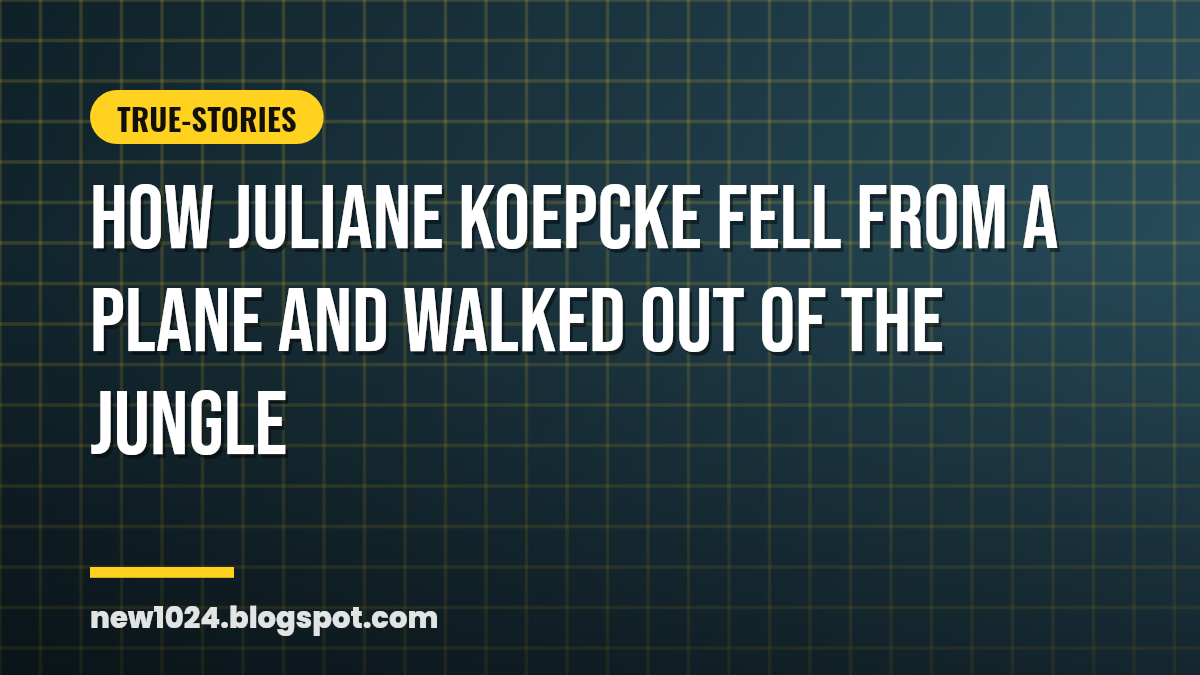 TRUE-STORIES
HOW JULIANE KOEPCKE FELL FROM A
PLANE AND WALKED OUT OF THE
JUNGLE
new1024.blogspot.com